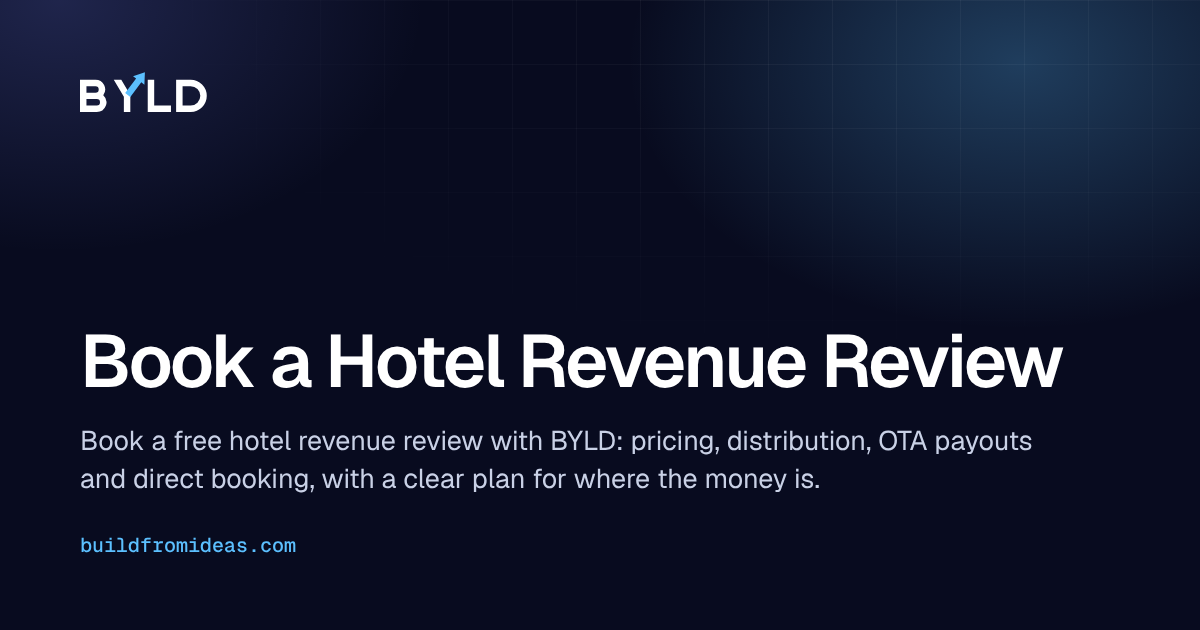 BYLD
Book a Hotel Revenue Review
Book a free hotel revenue review with BYLD: pricing, distribution, OTA payouts
and direct booking, with a clear plan for where the money is.
buildfromideas.com